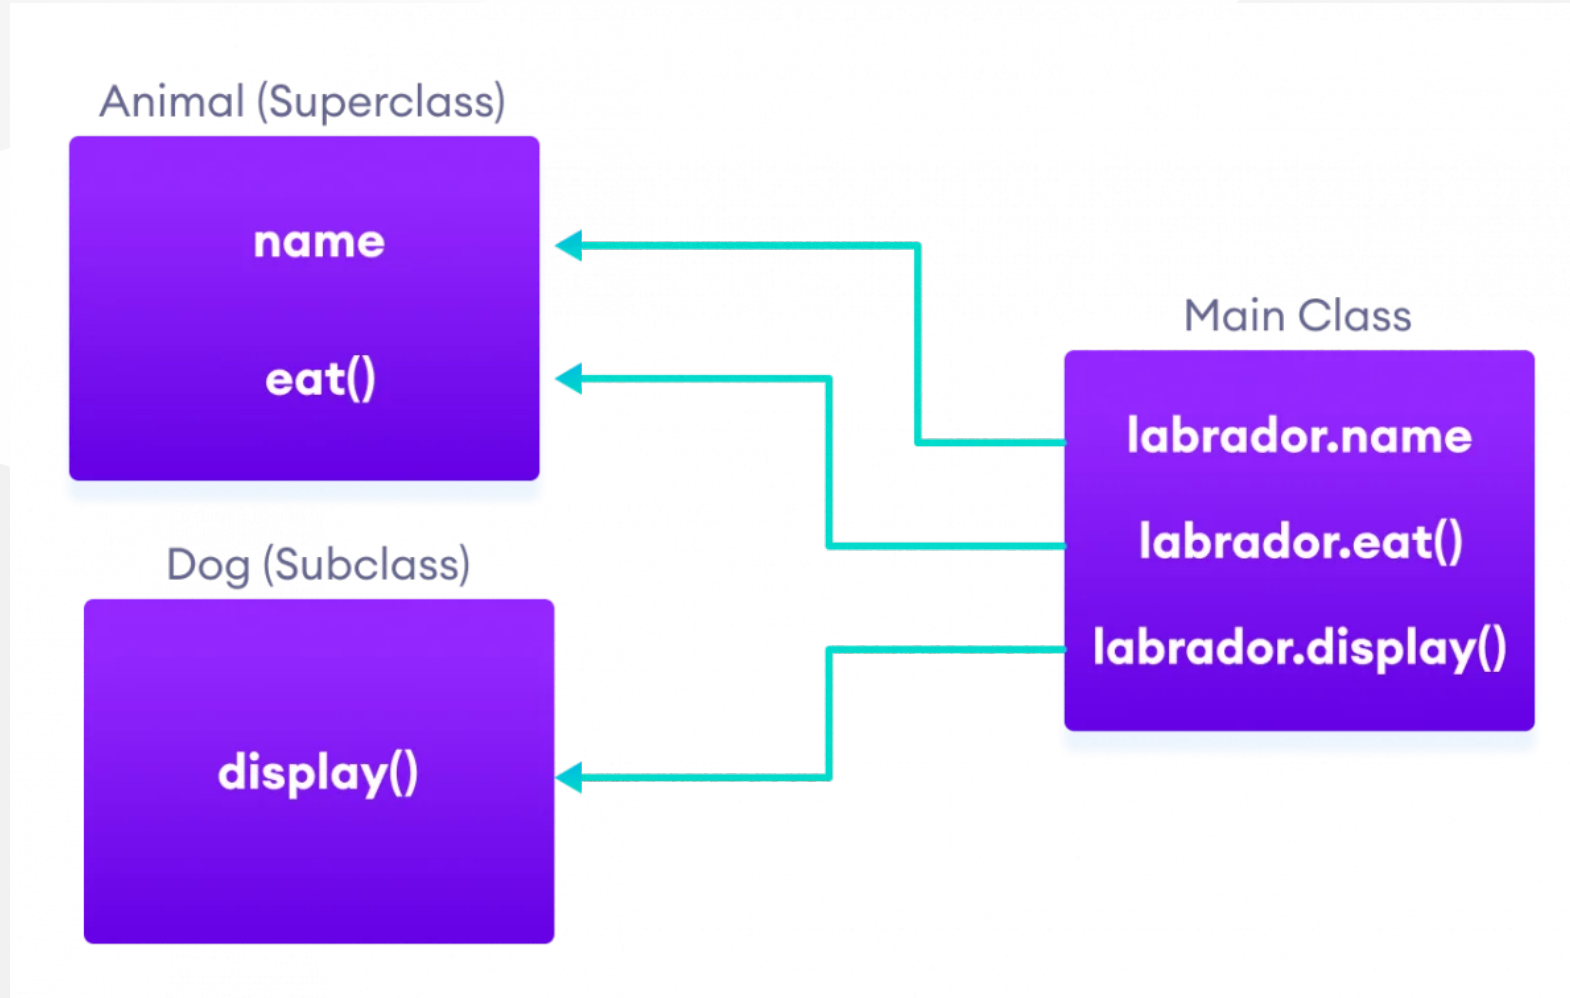 Animal (Superclass)
name
eat()
Dog (Subclass)
display()
Main Class
labrador.name
labrador.eat()
labrador.display()